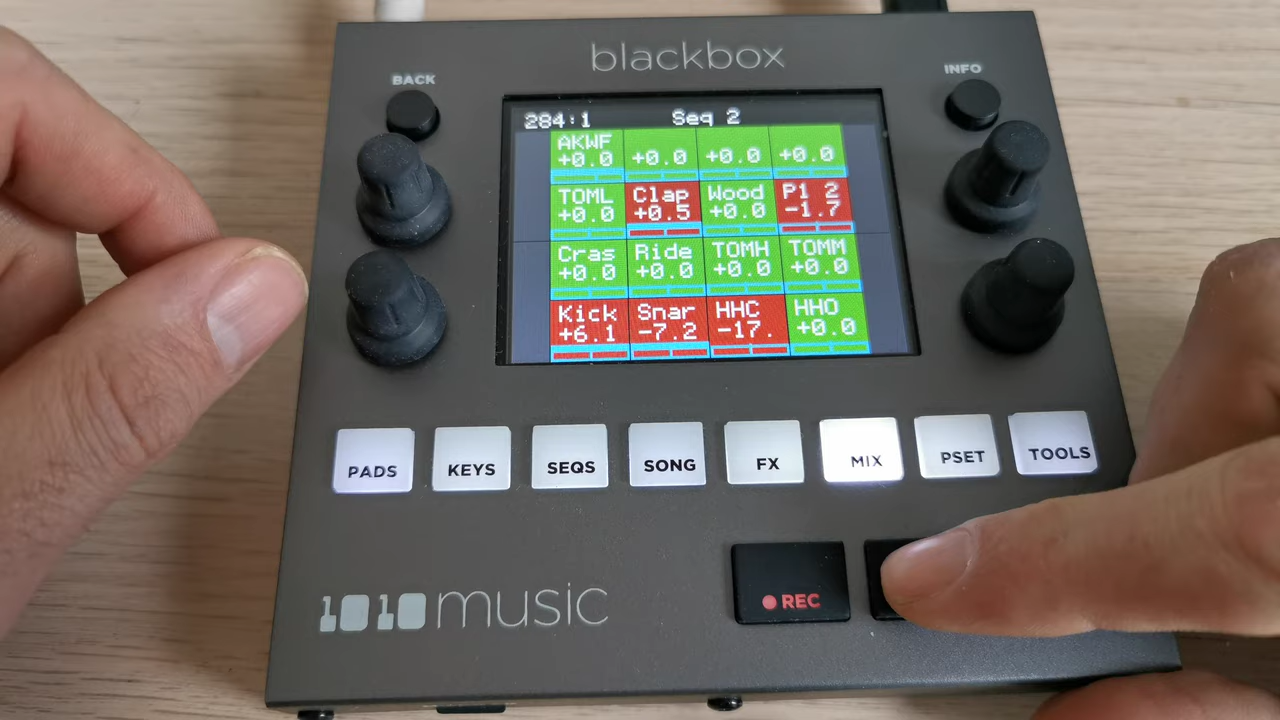 blackbox
BACK
INFO
284:1 Seq 2
AKWF
+0.0 +0.0 +0.0 +0.0
TOML Clap Wood P1 2
+0.0 +0.5 +0.0 -1.7
Cras Ride TOMH TOMM
+0.0 +0.0 +0.0 +0.0
Kick Snar HHC HHO
+6.1 -7.2 -17. +0.0
PADS KEYS SEQS SONG FX MIX PSET TOOLS
REC
1010music